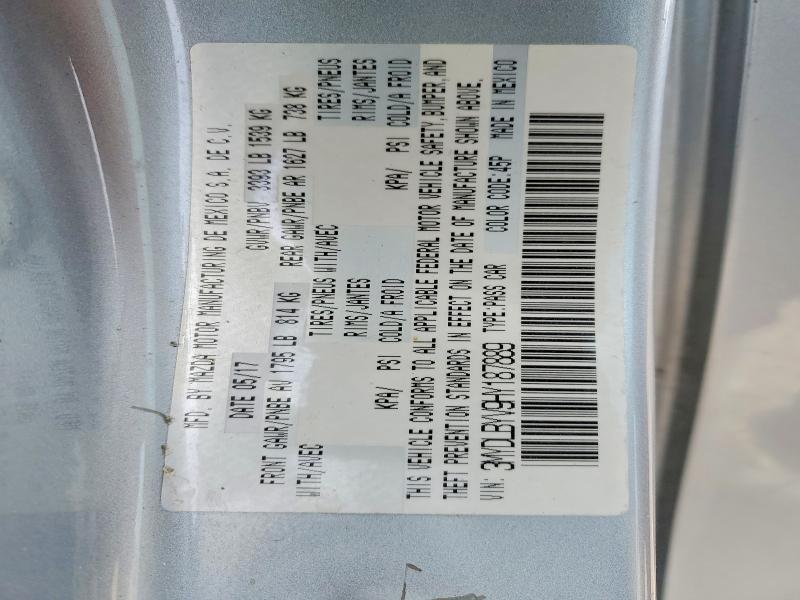 MFD. BY MAZDA MOTOR MANUFACTURING DE MEXICO S.A. DE C.V.
DATE 05/17 GVWR/PNBV 3393 LB 1539 KG
FRONT GAWR/PNBE AV 1795 LB 814 KG REAR GAWR/PNBE AR 1627 LB 738 KG
WITH/AVEC TIRES/PNEUS WITH/AVEC TIRES/PNEUS
RIMS/JANTES RIMS/JANTES
KPA/ PSI COLD/A FROID KPA/ PSI COLD/A FROID
THIS VEHICLE CONFORMS TO ALL APPLICABLE FEDERAL MOTOR VEHICLE SAFETY,BUMPER,AND
THEFT PREVENTION STANDARDS IN EFFECT ON THE DATE OF MANUFACTURE SHOWN ABOVE.
VIN: 3MYDLBYV9HY187889 TYPE:PASS CAR COLOR CODE:45P MADE IN MEXICO